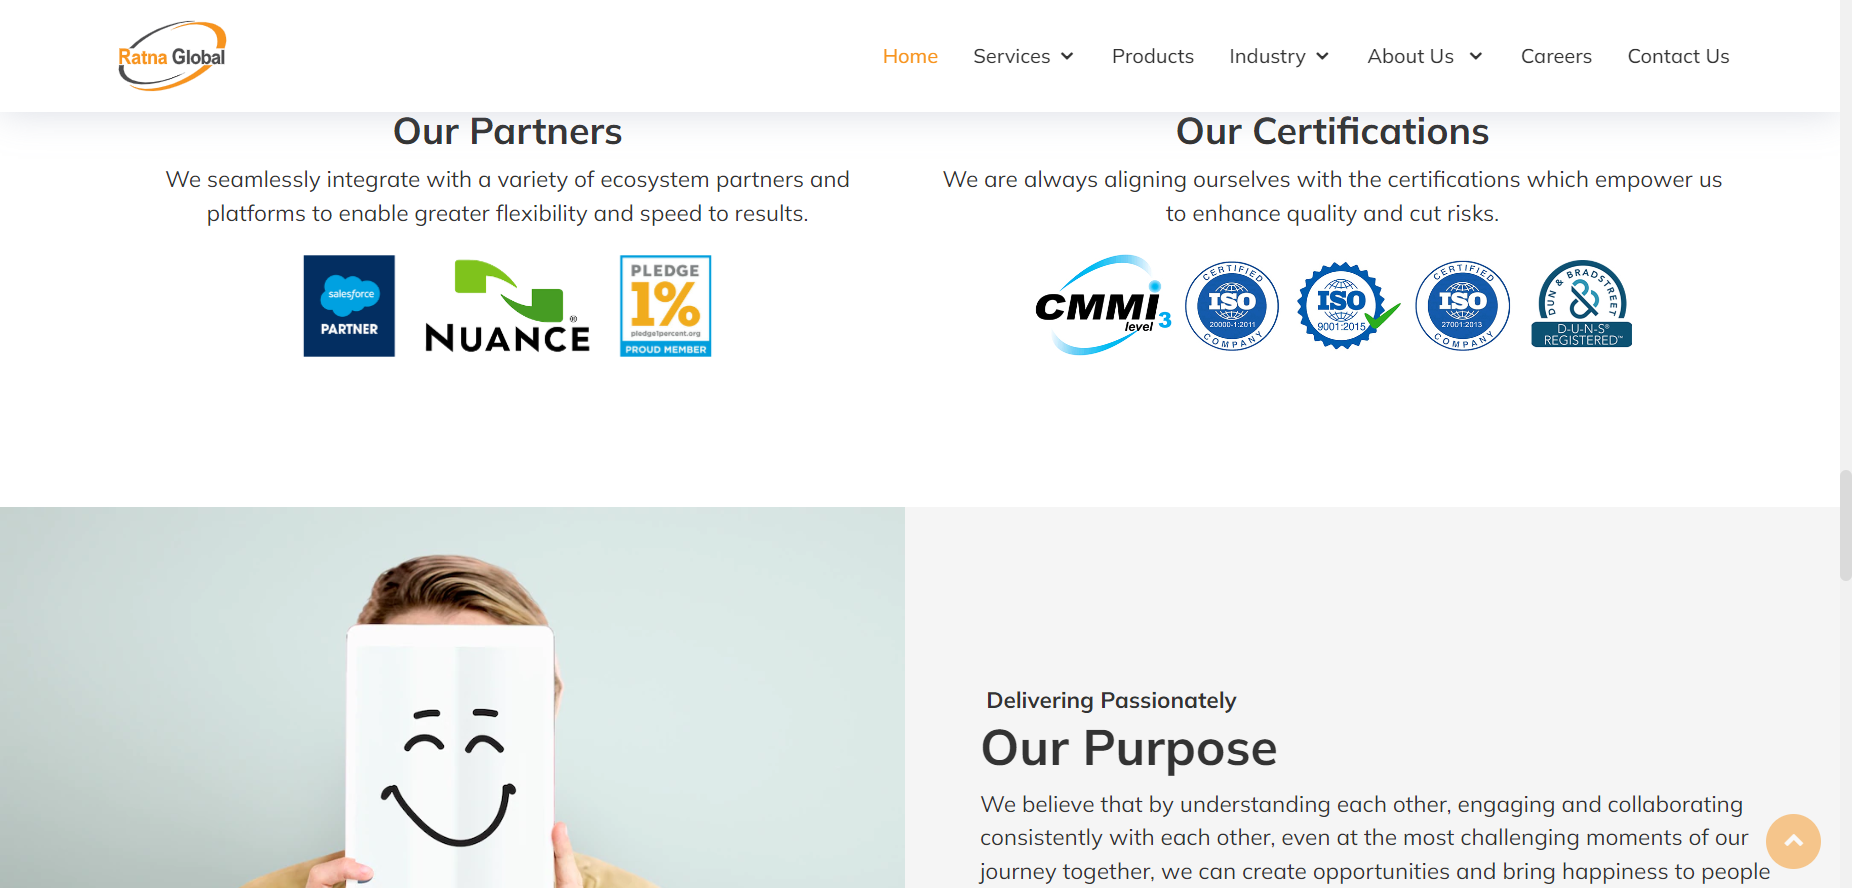 Ratna Global
Home Services Products Industry About Us Careers Contact Us
Our Partners
We seamlessly integrate with a variety of ecosystem partners and
platforms to enable greater flexibility and speed to results.
salesforce
PARTNER
NUANCE®
PLEDGE
1%
pledge1percent.org
PROUD MEMBER
Our Certifications
We are always aligning ourselves with the certifications which empower us
to enhance quality and cut risks.
CMMi
level 3
CERTIFIED
ISO
20000-1:2011
COMPANY
ISO
9001:2015
CERTIFIED
ISO
27001:2013
COMPANY
DUN & BRADSTREET
D-U-N-S®
REGISTERED™
Delivering Passionately
Our Purpose
We believe that by understanding each other, engaging and collaborating
consistently with each other, even at the most challenging moments of our
journey together, we can create opportunities and bring happiness to people